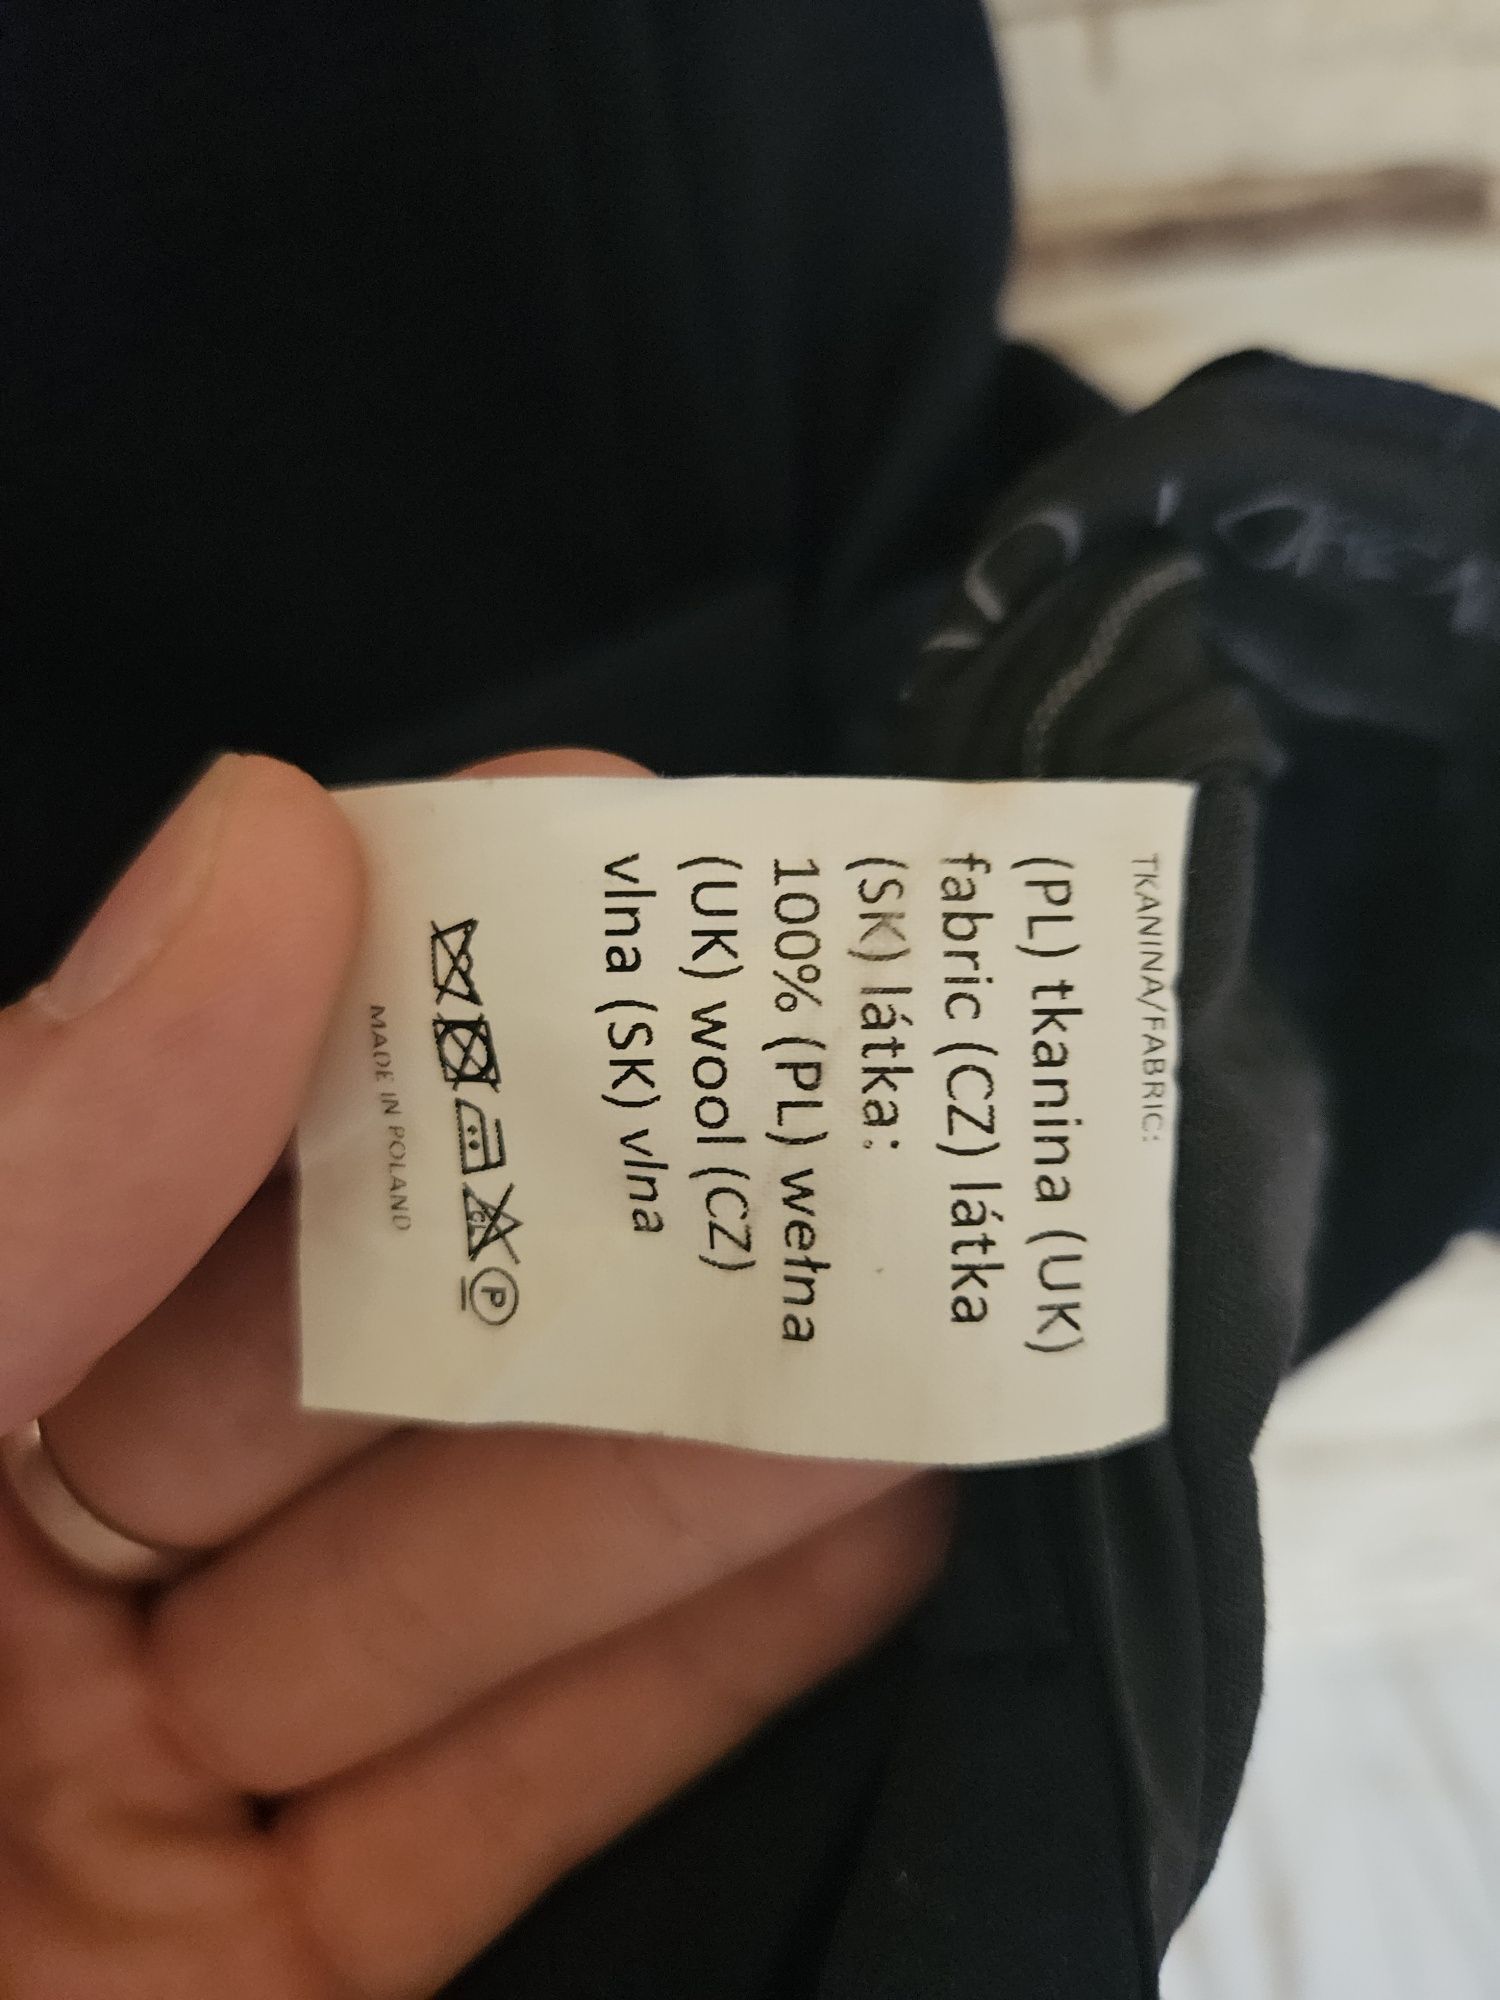 TKANINA/FABRIC:
(PL) tkanina (UK)
fabric (CZ) látka
(SK) látka:
100% (PL) wełna
(UK) wool (CZ)
vlna (SK) vlna
CL P
MADE IN POLAND